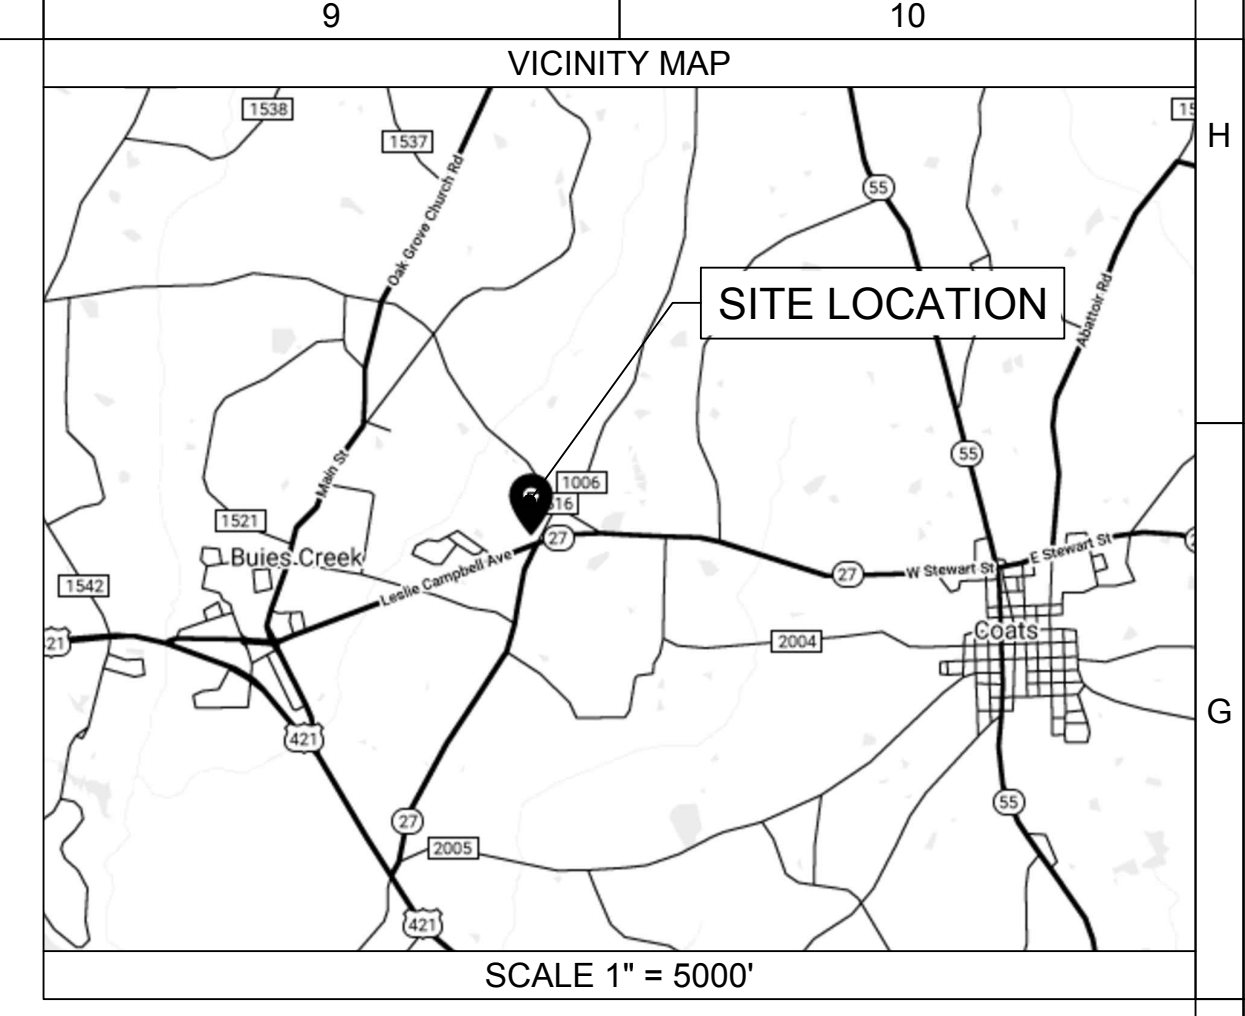 9
10
VICINITY MAP
1538
1537
Oak Grove Church Rd
55
H
SITE LOCATION
Abattoir Rd
55
Main St
1006
1521
27
Buies Creek
Leslie Campbell Ave
1542
27
W Stewart St
E Stewart St
Coats
2004
G
421
55
27
2005
421
SCALE 1" = 5000'